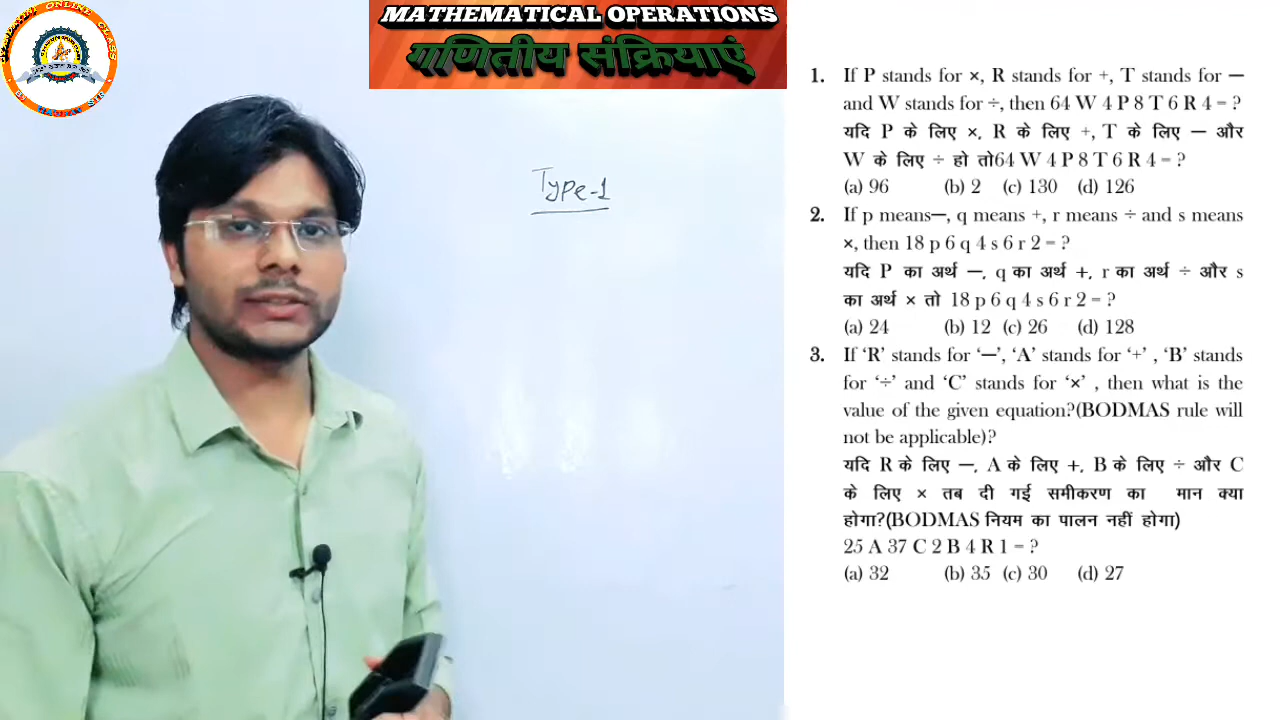 MATHEMATICAL OPERATIONS
गणितीय संक्रियाएं
ONLINE CLASS
SIR
Type-1
1. If P stands for ×, R stands for +, T stands for —
and W stands for ÷, then 64 W 4 P 8 T 6 R 4 = ?
यदि P के लिए ×, R के लिए +, T के लिए — और
W के लिए ÷ हो तो64 W 4 P 8 T 6 R 4 = ?
(a) 96 (b) 2 (c) 130 (d) 126
2. If p means—, q means +, r means ÷ and s means
×, then 18 p 6 q 4 s 6 r 2 = ?
यदि P का अर्थ —, q का अर्थ +, r का अर्थ ÷ और s
का अर्थ × तो 18 p 6 q 4 s 6 r 2 = ?
(a) 24 (b) 12 (c) 26 (d) 128
3. If ‘R’ stands for ‘—’, ‘A’ stands for ‘+’ , ‘B’ stands
for ‘÷’ and ‘C’ stands for ‘×’ , then what is the
value of the given equation?(BODMAS rule will
not be applicable)?
यदि R के लिए —, A के लिए +, B के लिए ÷ और C
के लिए × तब दी गई समीकरण का मान क्या
होगा?(BODMAS नियम का पालन नहीं होगा)
25 A 37 C 2 B 4 R 1 = ?
(a) 32 (b) 35 (c) 30 (d) 27